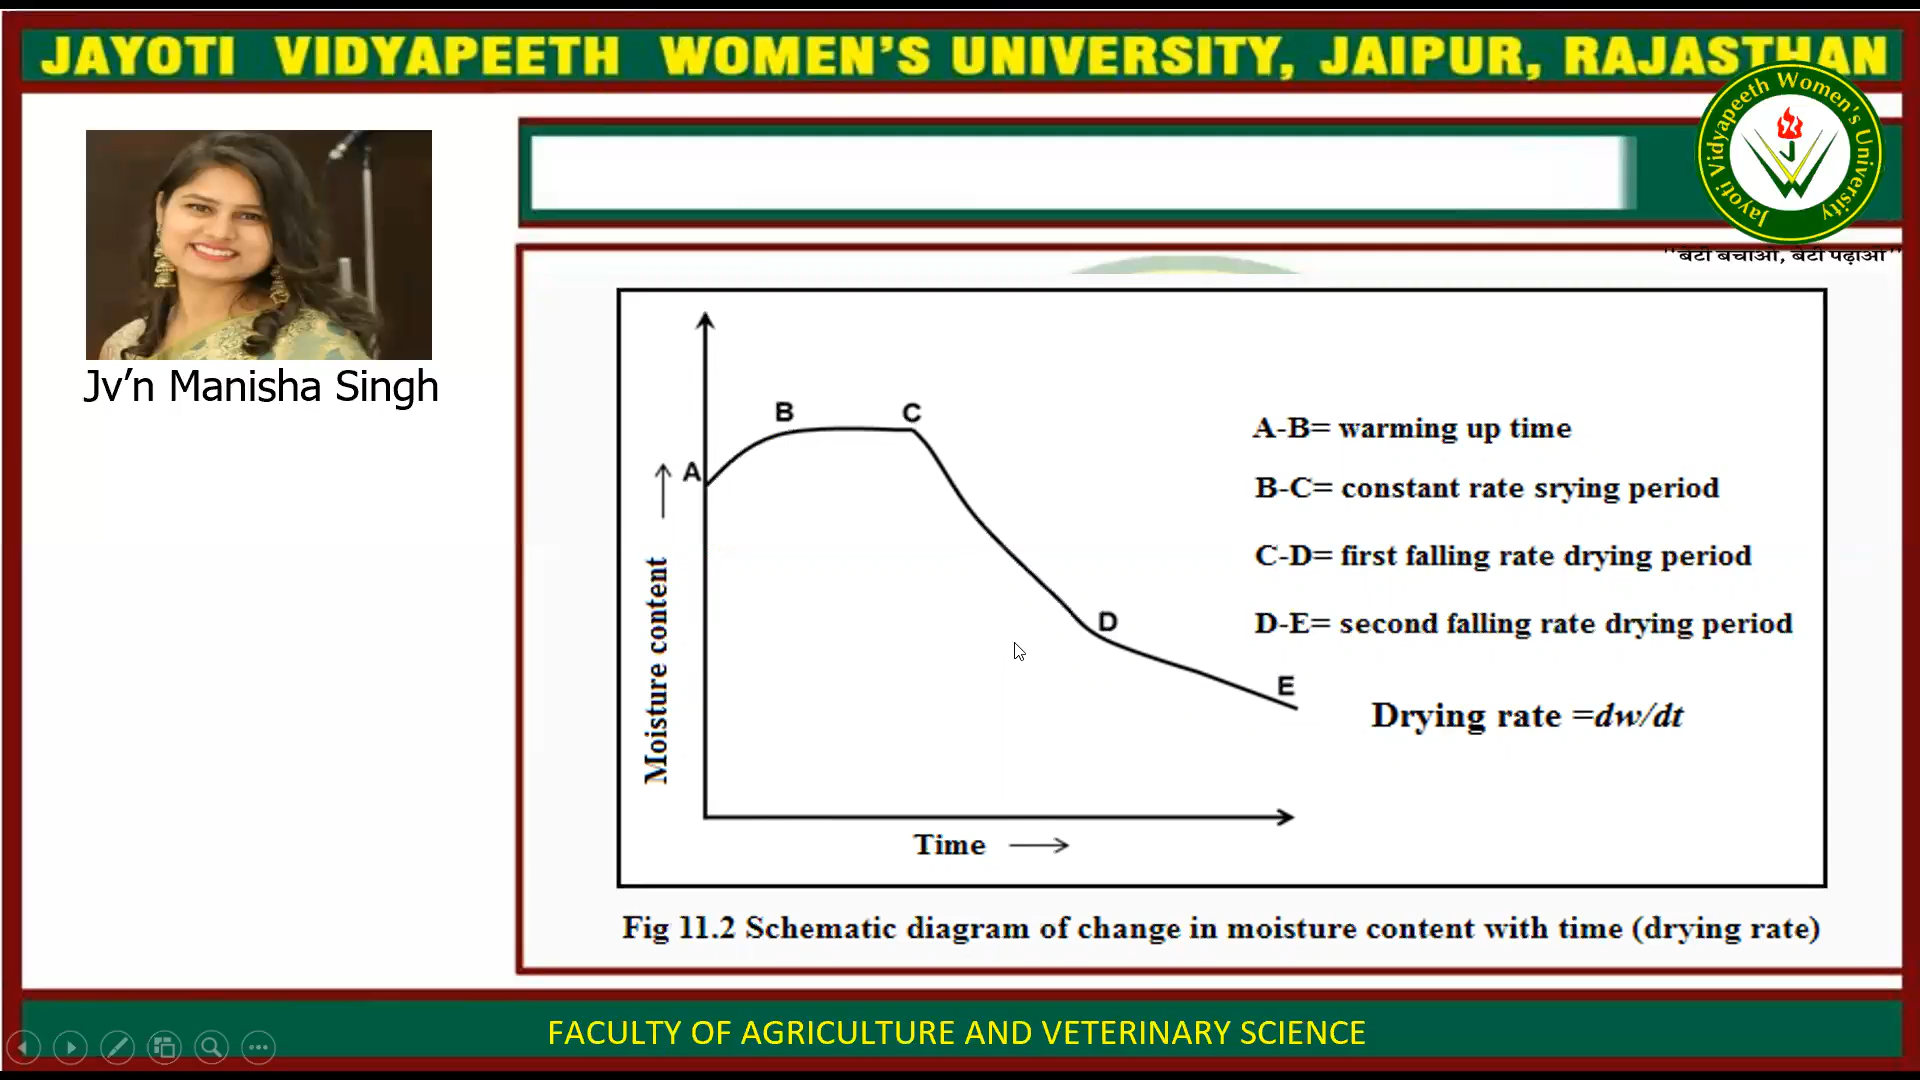 JAYOTI VIDYAPEETH WOMEN'S UNIVERSITY, JAIPUR, RAJASTHAN
Jayoti Vidyapeeth Women's University
Jayoti Vidyapeeth University
"बेटी बचाओ, बेटी पढ़ाओ"
Jv'n Manisha Singh
B
C
A
D
E
Moisture content
Time
A-B= warming up time
B-C= constant rate srying period
C-D= first falling rate drying period
D-E= second falling rate drying period
Drying rate =dw/dt
Fig 11.2 Schematic diagram of change in moisture content with time (drying rate)
FACULTY OF AGRICULTURE AND VETERINARY SCIENCE